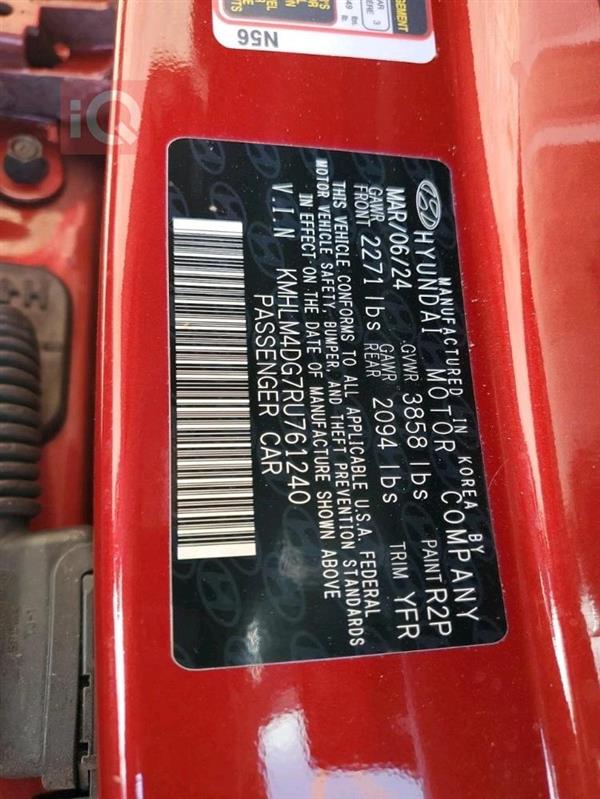 iQ
N56
MANUFACTURED IN KOREA BY
HYUNDAI MOTOR COMPANY
MAR/06/24 GVWR 3858 lbs PAINT R2P
GAWR FRONT 2271 lbs GAWR REAR 2094 lbs TRIM YFR
THIS VEHICLE CONFORMS TO ALL APPLICABLE U.S.A. FEDERAL
MOTOR VEHICLE SAFETY, BUMPER, AND THEFT PREVENTION STANDARDS
IN EFFECT ON THE DATE OF MANUFACTURE SHOWN ABOVE
V.I.N KMHLM4DG7RU761240
PASSENGER CAR